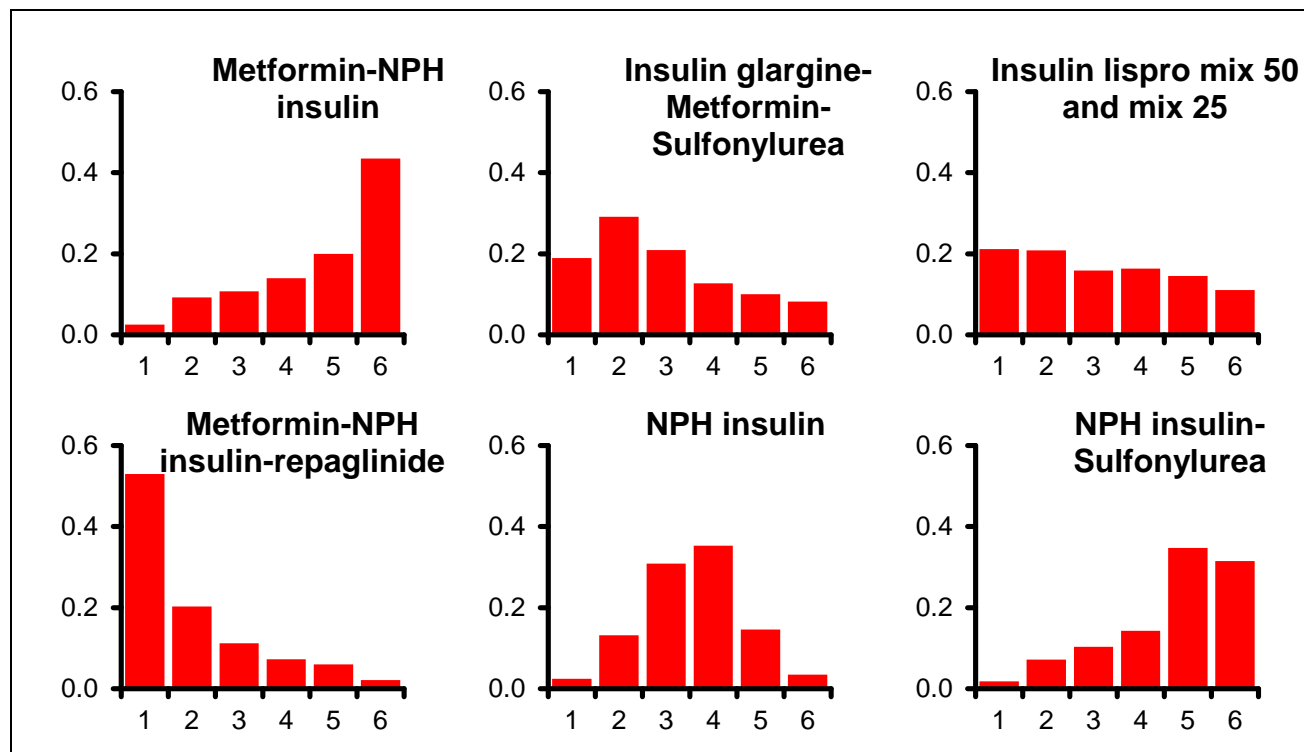 Metformin-NPH
insulin
0.6
0.4
0.2
0.0
1 2 3 4 5 6
Insulin glargine-
Metformin-
Sulfonylurea
0.6
0.4
0.2
0.0
1 2 3 4 5 6
Insulin lispro mix 50
and mix 25
0.6
0.4
0.2
0.0
1 2 3 4 5 6
Metformin-NPH
insulin-repaglinide
0.6
0.4
0.2
0.0
1 2 3 4 5 6
NPH insulin
0.6
0.4
0.2
0.0
1 2 3 4 5 6
NPH insulin-
Sulfonylurea
0.6
0.4
0.2
0.0
1 2 3 4 5 6